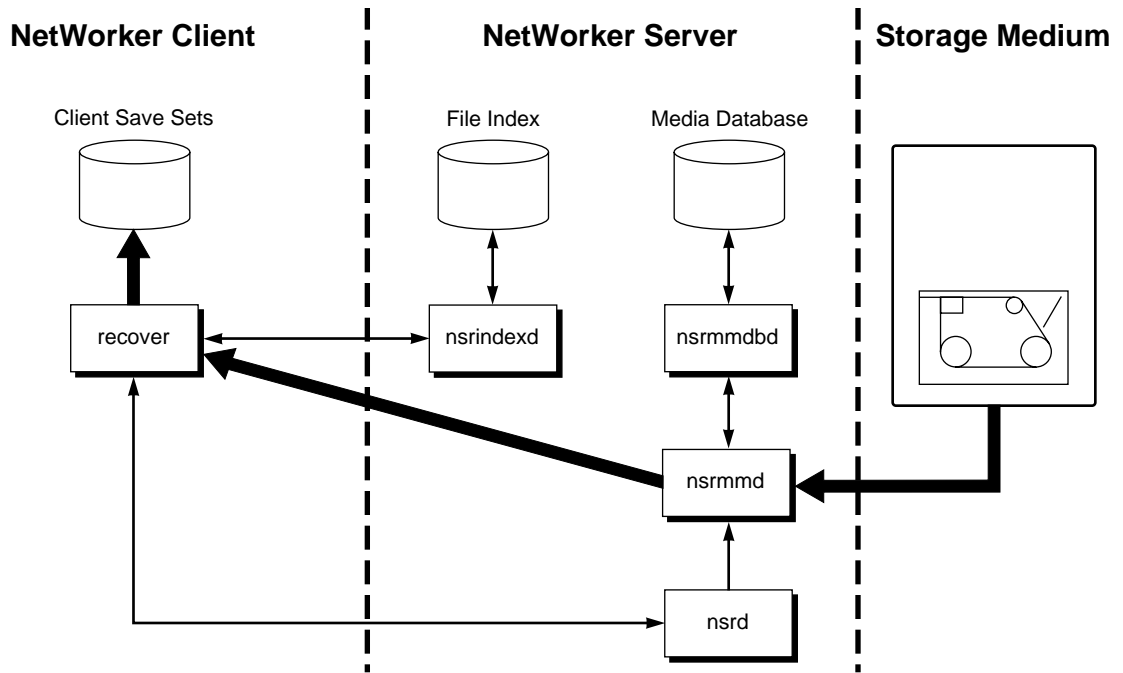 NetWorker Client
NetWorker Server
Storage Medium
Client Save Sets
File Index
Media Database
recover
nsrindexd
nsrmmdbd
nsrmmd
nsrd